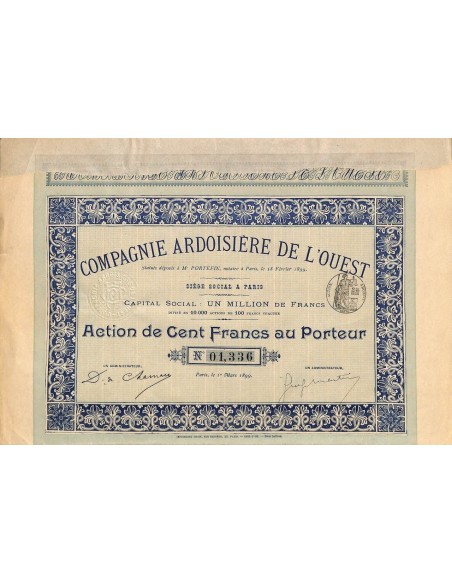 COMPAGNIE ARDOISIÈRE DE L'OUEST
Statuts déposés à Me PORTEFIN, notaire à Paris, le 18 Février 1899.
SIÈGE SOCIAL A PARIS
CAPITAL SOCIAL : UN MILLION DE FRANCS
DIVISÉ EN 10.000 ACTIONS DE 100 FRANCS CHACUNE
Action de Cent Francs au Porteur
No 01,336
UN ADMINISTRATEUR, UN ADMINISTRATEUR,
Paris, le 1er Mars 1899.